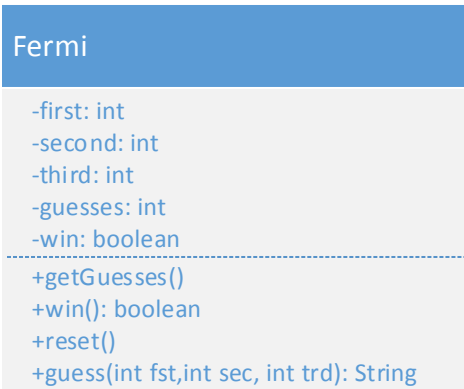 Fermi
-first: int
-second: int
-third: int
-guesses: int
-win: boolean
+getGuesses()
+win(): boolean
+reset()
+guess(int fst,int sec, int trd): String